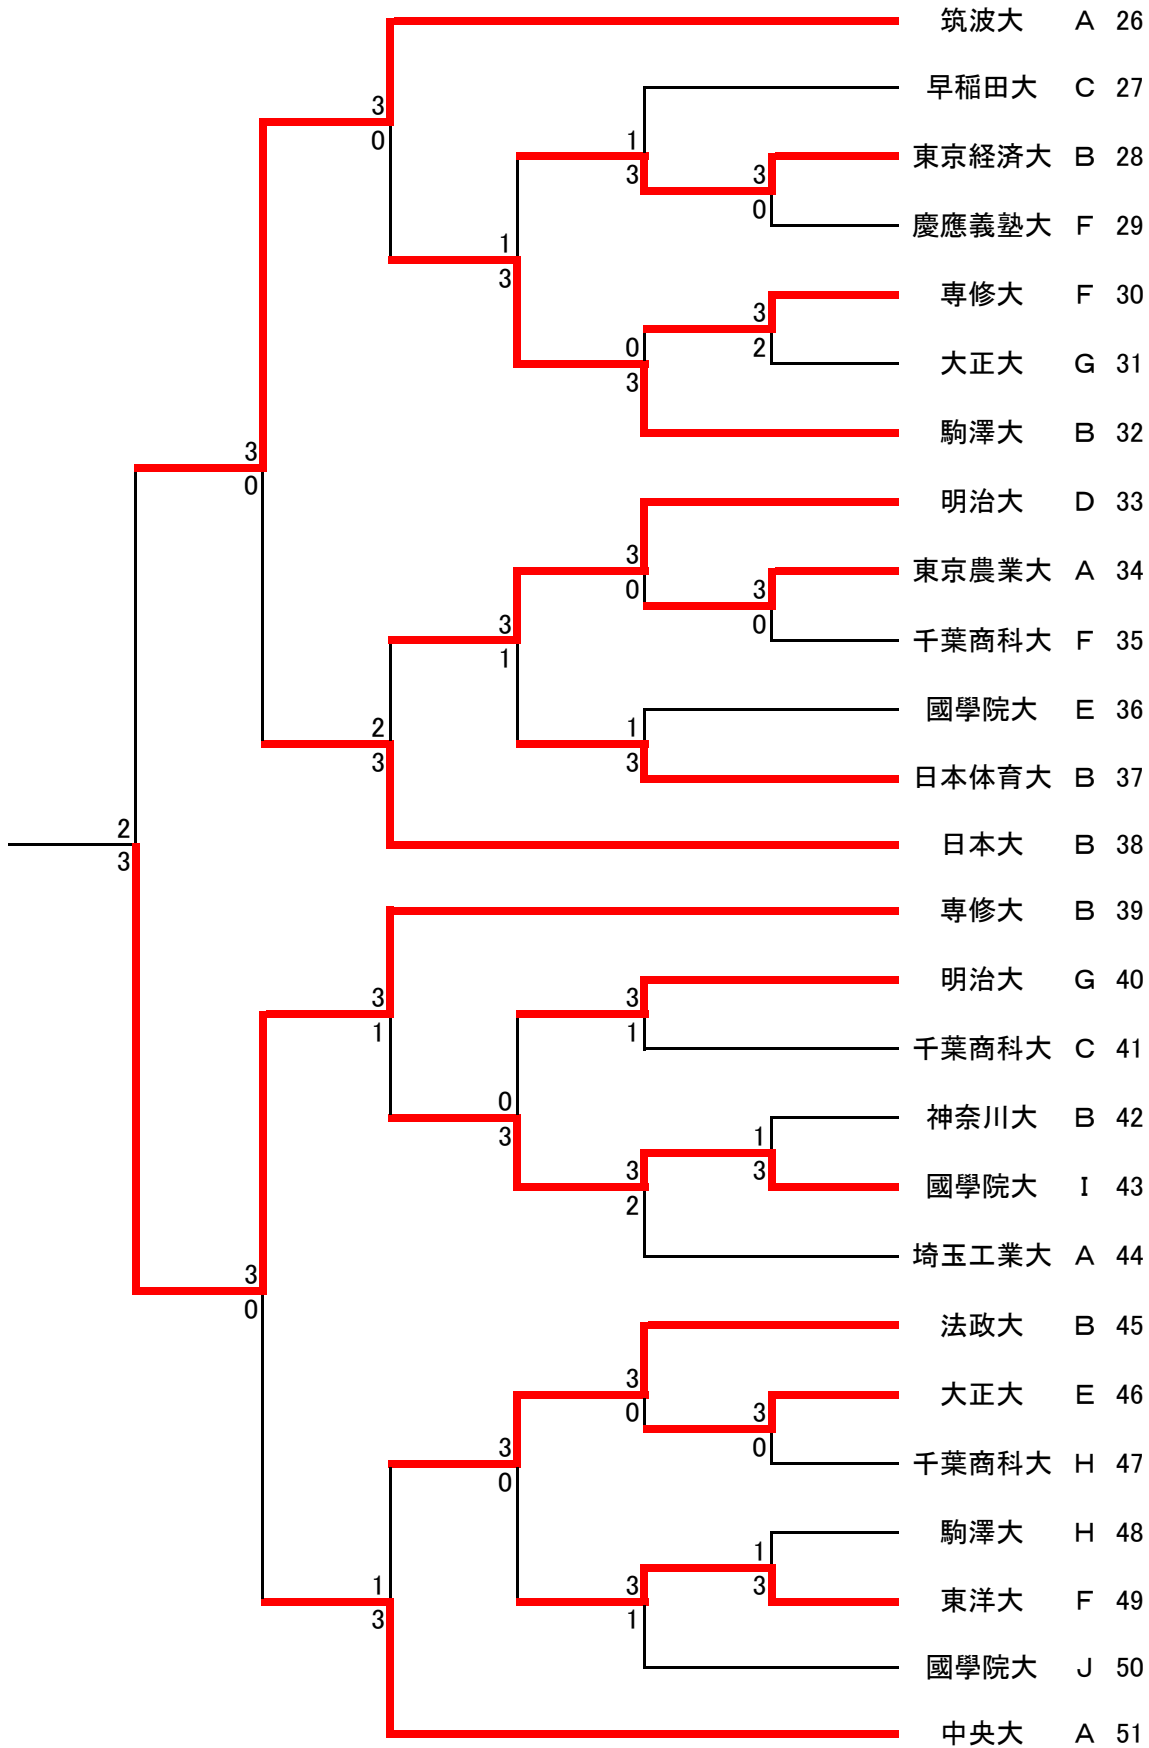 筑波大 A 26
3
0
早稲田大 C 27
1
3
東京経済大 B 28
3
0
慶應義塾大 F 29
1
3
専修大 F 30
3
2
0
3
大正大 G 31
駒澤大 B 32
3
0
明治大 D 33
3
0
東京農業大 A 34
3
0
千葉商科大 F 35
3
1
國學院大 E 36
1
3
日本体育大 B 37
2
3
日本大 B 38
2
3
専修大 B 39
3
1
明治大 G 40
3
1
千葉商科大 C 41
0
3
神奈川大 B 42
1
3
國學院大 I 43
3
2
埼玉工業大 A 44
3
0
法政大 B 45
3
0
大正大 E 46
3
0
千葉商科大 H 47
3
0
駒澤大 H 48
1
3
東洋大 F 49
3
1
國學院大 J 50
1
3
中央大 A 51